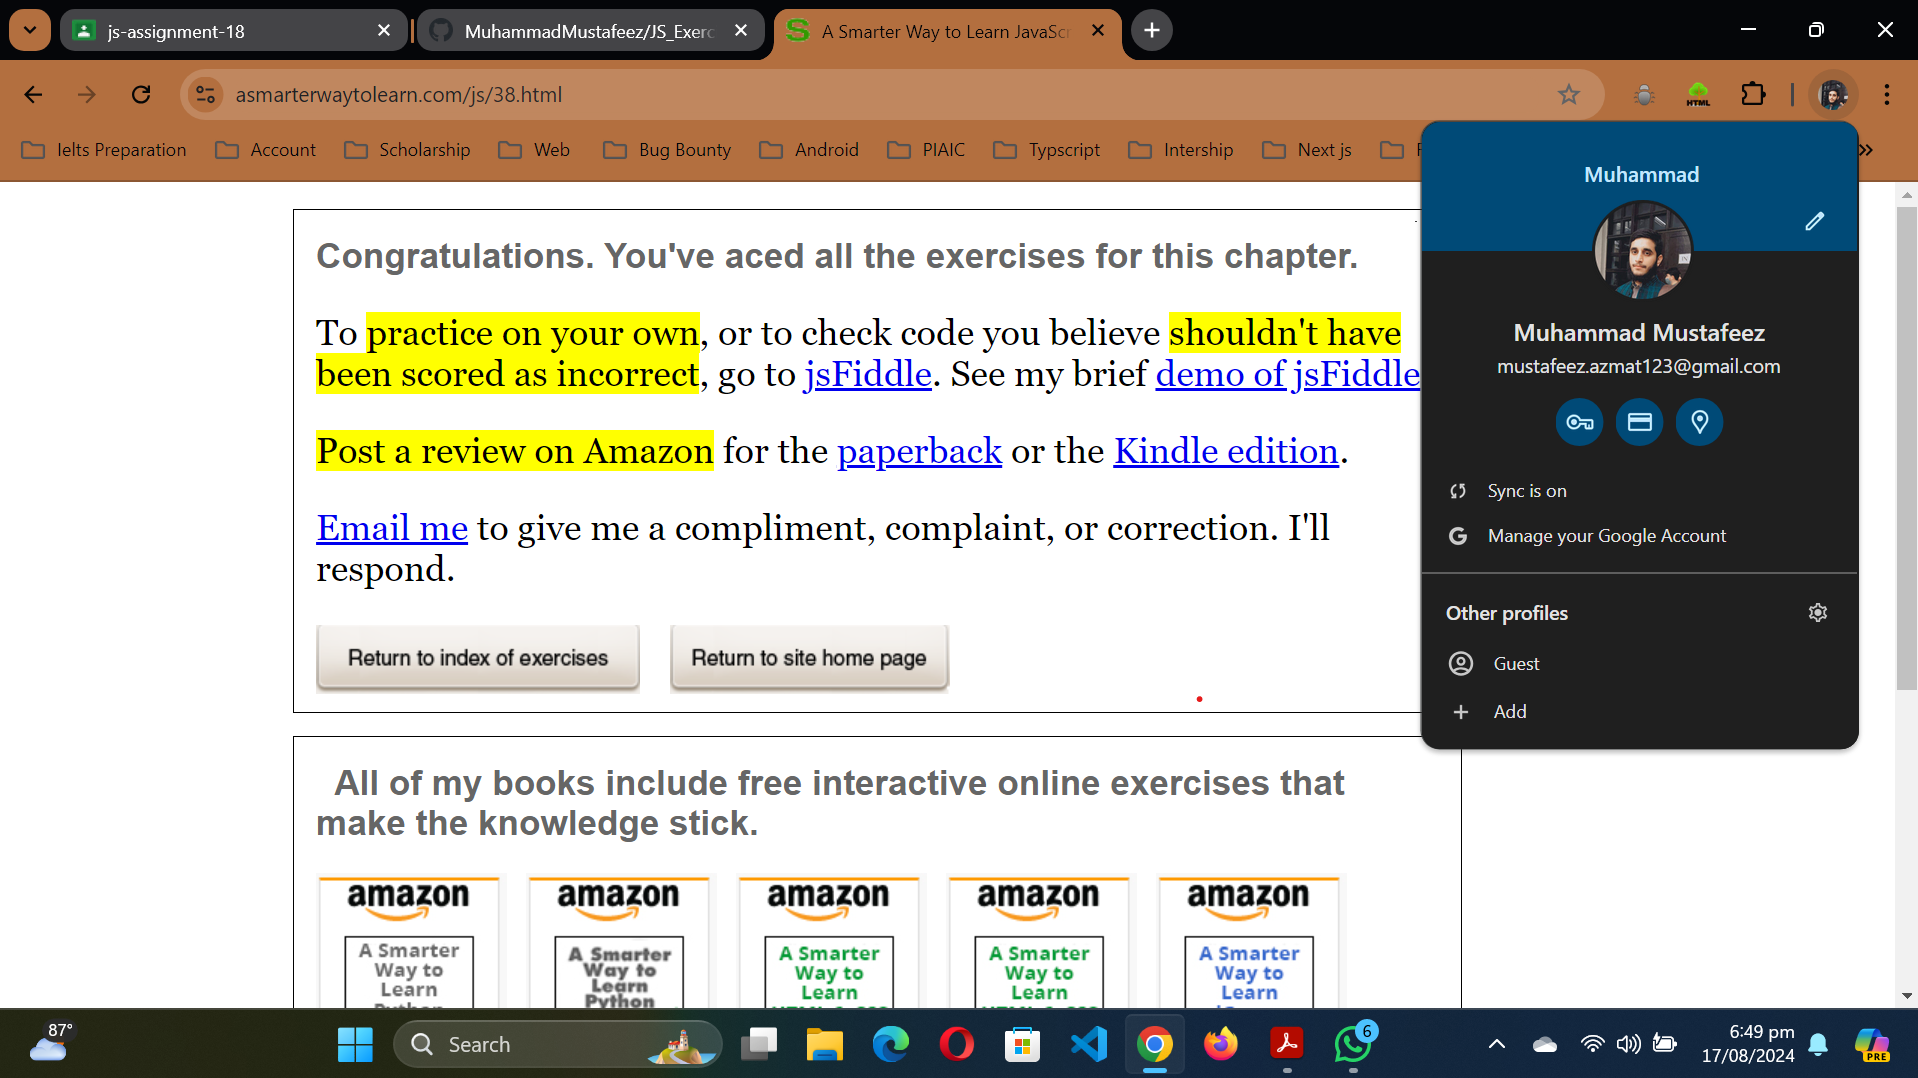 js-assignment-18
MuhammadMustafeez/JS_Exerc
A Smarter Way to Learn JavaScr
asmarterwaytolearn.com/js/38.html
HTML
Ielts Preparation
Account
Scholarship
Web
Bug Bounty
Android
PIAIC
Typscript
Intership
Next js
Muhammad
Muhammad Mustafeez
mustafeez.azmat123@gmail.com
Sync is on
Manage your Google Account
Other profiles
Guest
Add
Congratulations. You've aced all the exercises for this chapter.
To practice on your own, or to check code you believe shouldn't have
been scored as incorrect, go to jsFiddle. See my brief demo of jsFiddle
Post a review on Amazon for the paperback or the Kindle edition.
Email me to give me a compliment, complaint, or correction. I'll
respond.
Return to index of exercises
Return to site home page
All of my books include free interactive online exercises that
make the knowledge stick.
amazon
A Smarter
Way to
Learn
Python
amazon
A Smarter
Way to
Learn
Python
amazon
A Smarter
Way to
Learn
HTML & CSS
amazon
A Smarter
Way to
Learn
HTML & CSS
amazon
A Smarter
Way to
Learn
87°
Search
6
6:49 pm
17/08/2024
PRE